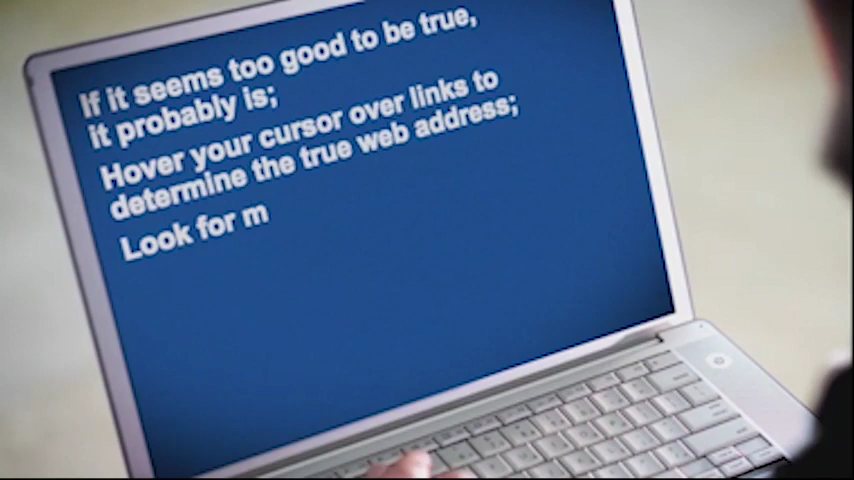 If it seems too good to be true,
it probably is;
Hover your cursor over links to
determine the true web address;
Look for m